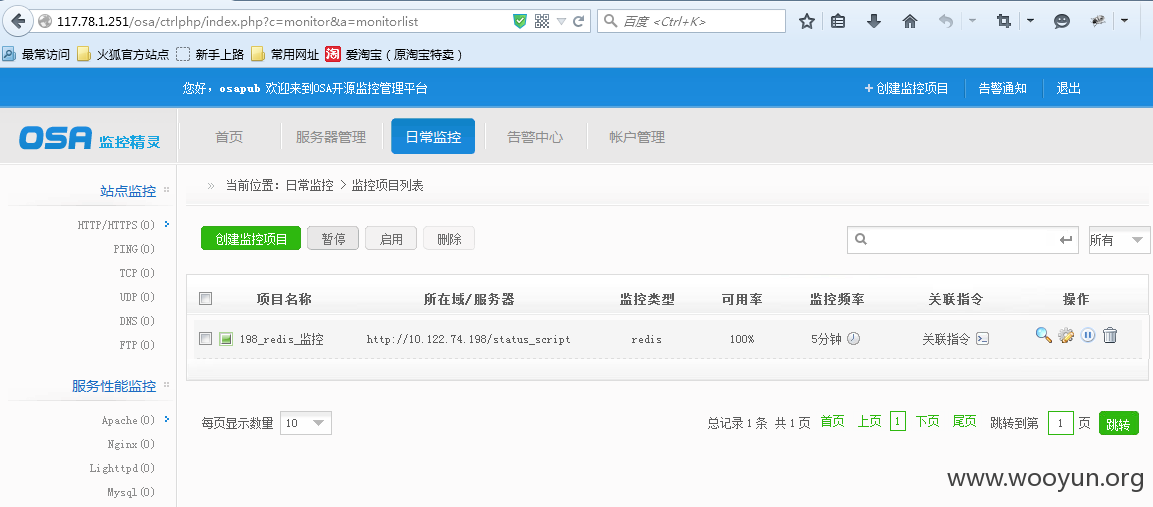 117.78.1.251/osa/ctrlphp/index.php?c=monitor&a=monitorlist
百度 <Ctrl+K>
最常访问 火狐官方站点 新手上路 常用网址 淘 爱淘宝（原淘宝特卖）
您好，osapub 欢迎来到OSA开源监控管理平台 + 创建监控项目 告警通知 退出
OSA 监控精灵 首页 服务器管理 日常监控 告警中心 帐户管理
站点监控
HTTP/HTTPS(0)
PING(0)
TCP(0)
UDP(0)
DNS(0)
FTP(0)
服务性能监控
Apache(0)
Nginx(0)
Lighttpd(0)
Mysql(0)
» 当前位置：日常监控 > 监控项目列表
创建监控项目 暂停 启用 删除 所有
项目名称 所在域/服务器 监控类型 可用率 监控频率 关联指令 操作
198_redis_监控 http://10.122.74.198/status_script redis 100% 5分钟 关联指令
每页显示数量 10 总记录 1 条 共 1 页 首页 上页 1 下页 尾页 跳转到第 1 页 跳转
www.wooyun.org